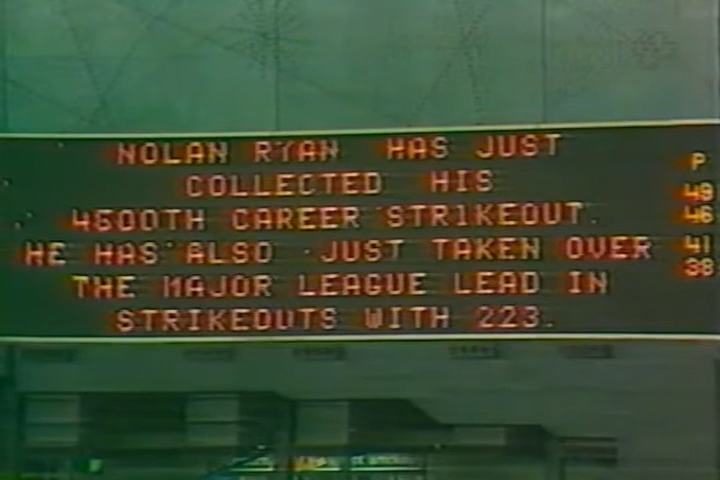 NOLAN RYAN HAS JUST
COLLECTED HIS
4500TH CAREER STRIKEOUT.
HE HAS ALSO JUST TAKEN OVER
THE MAJOR LEAGUE LEAD IN
STRIKEOUTS WITH 223.
P
49
46
41
38